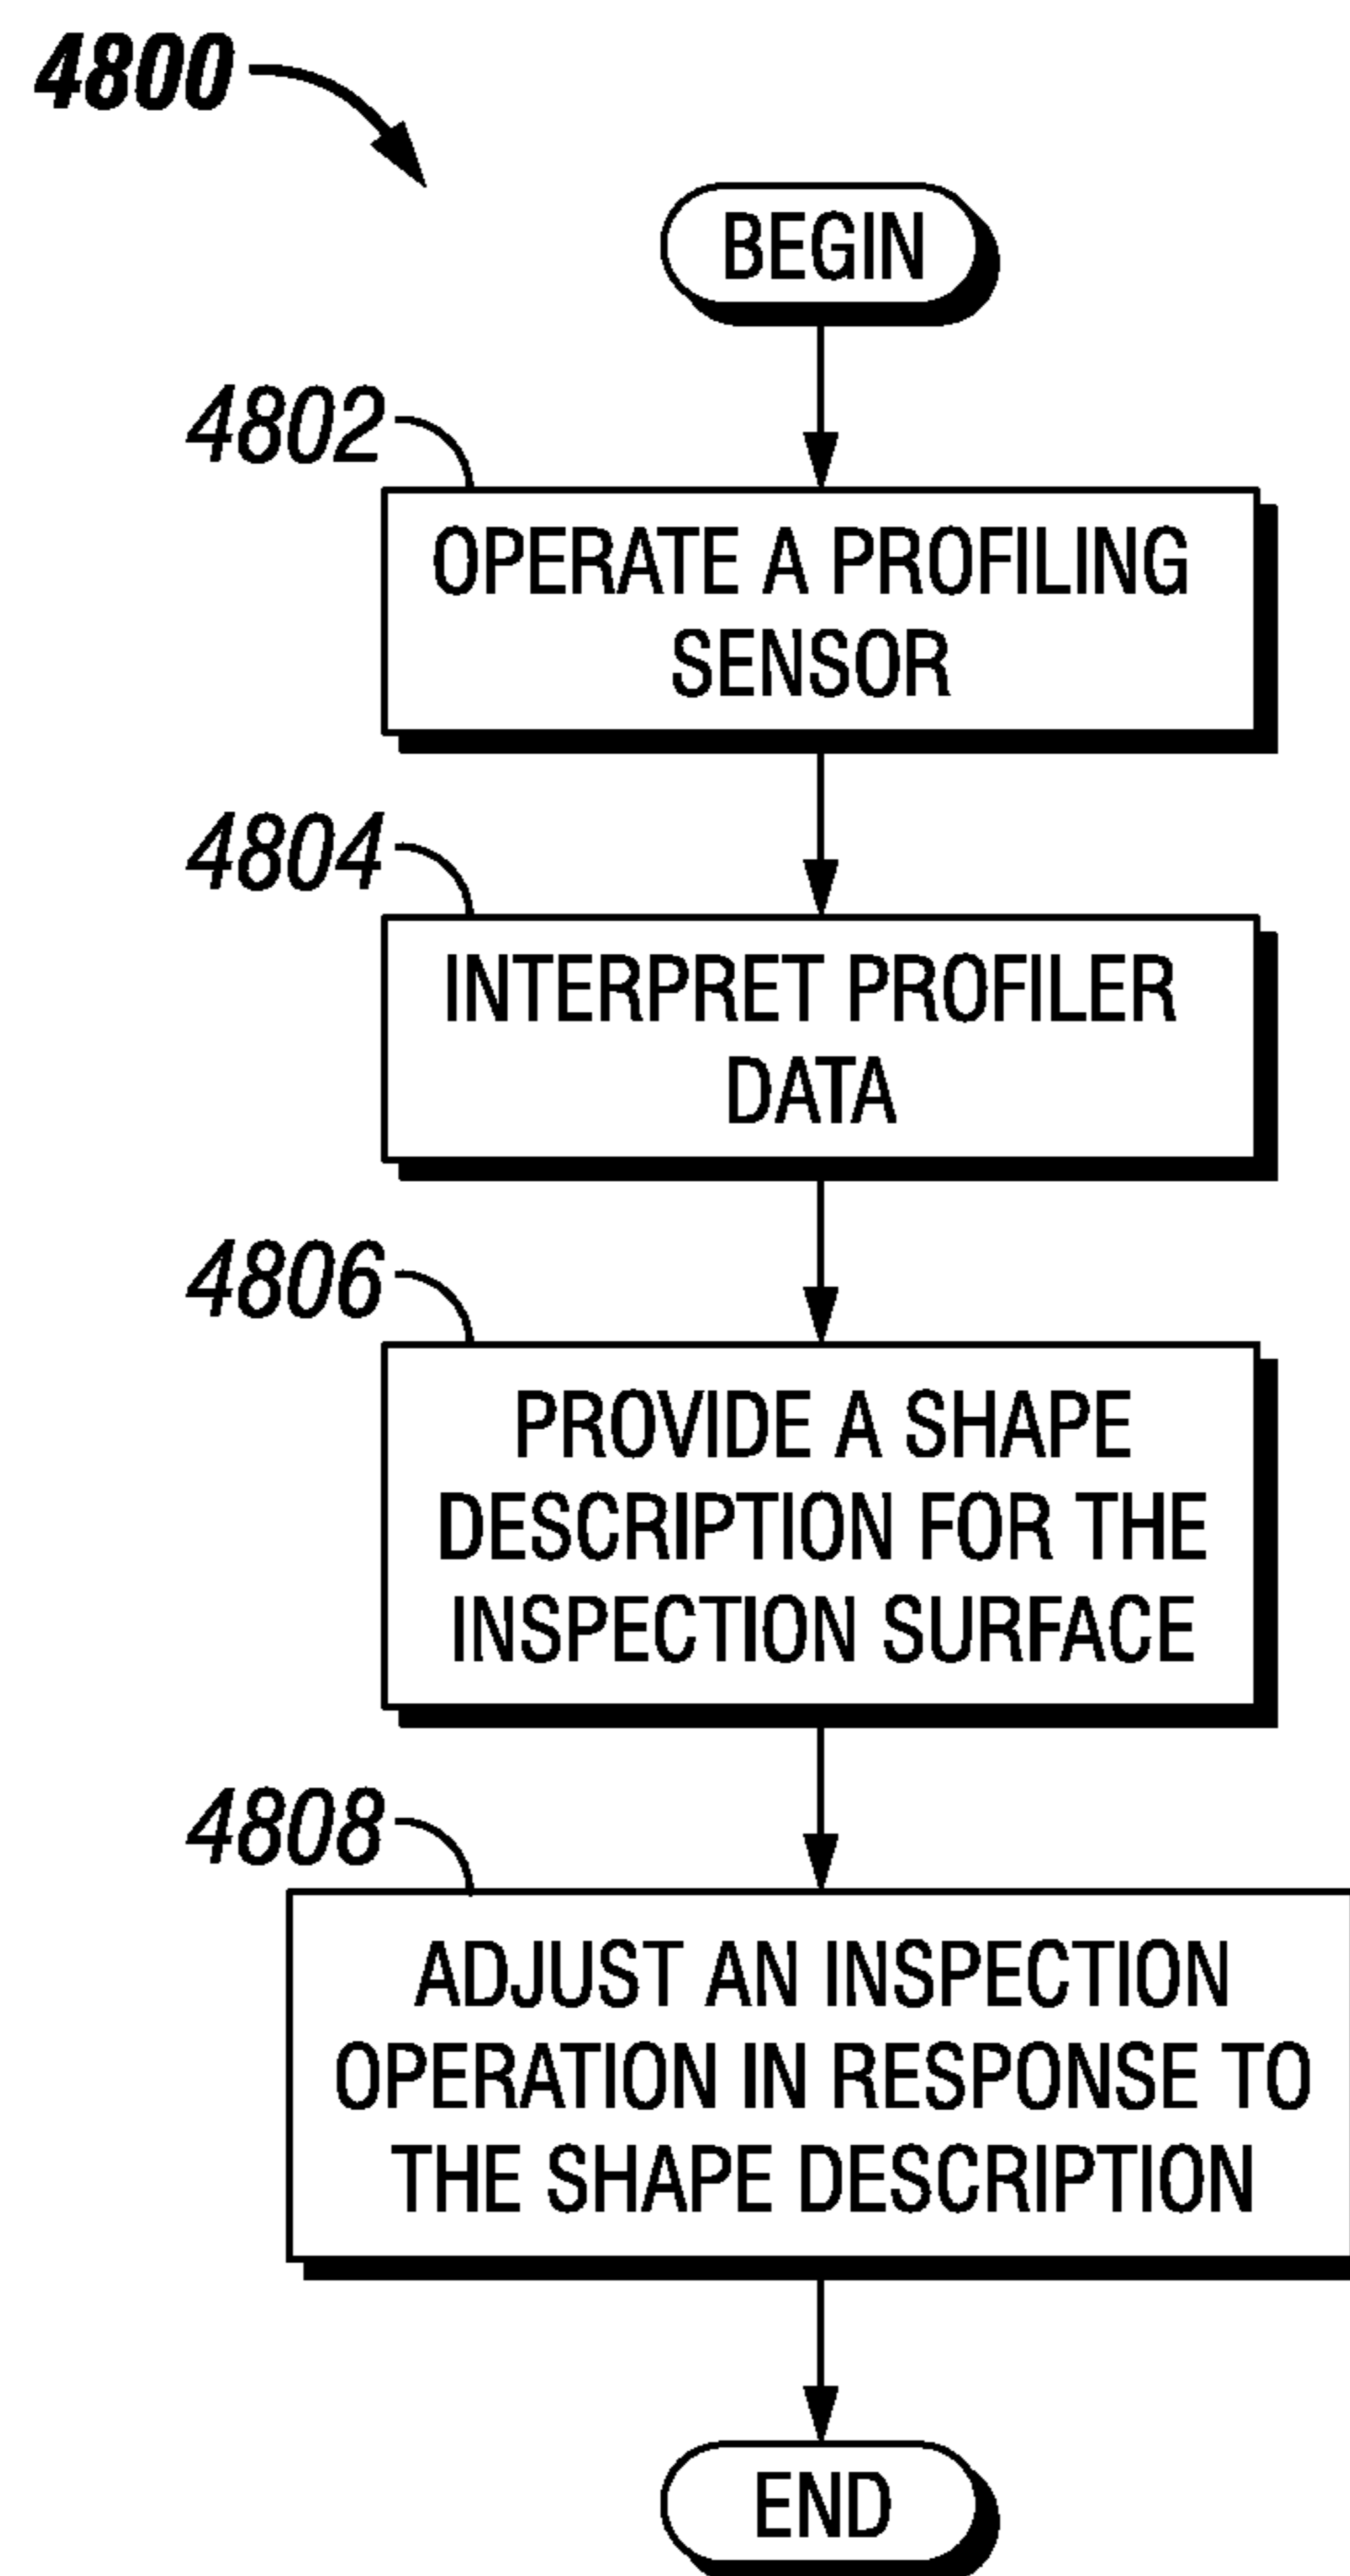 4800
BEGIN
4802
OPERATE A PROFILING
SENSOR
4804
INTERPRET PROFILER
DATA
4806
PROVIDE A SHAPE
DESCRIPTION FOR THE
INSPECTION SURFACE
4808
ADJUST AN INSPECTION
OPERATION IN RESPONSE TO
THE SHAPE DESCRIPTION
END